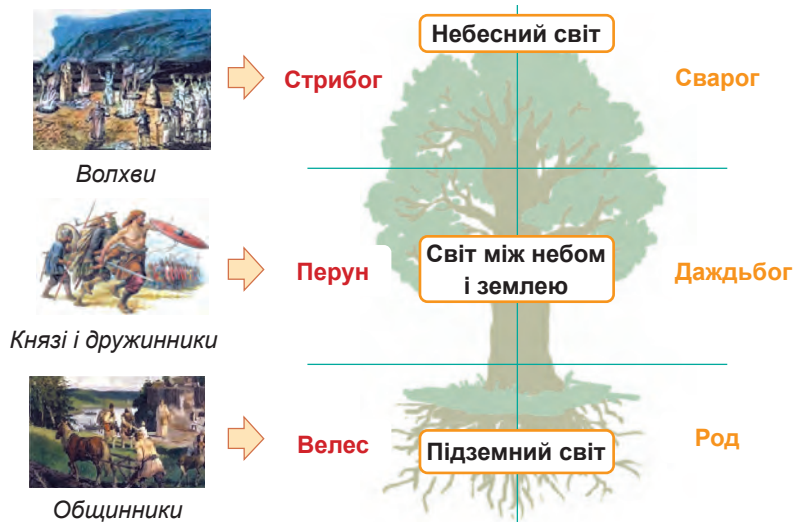 Небесний світ
Стрибог
Сварог
Волхви
Перун
Світ між небом
і землею
Даждьбог
Князі і дружинники
Велес
Підземний світ
Род
Общинники